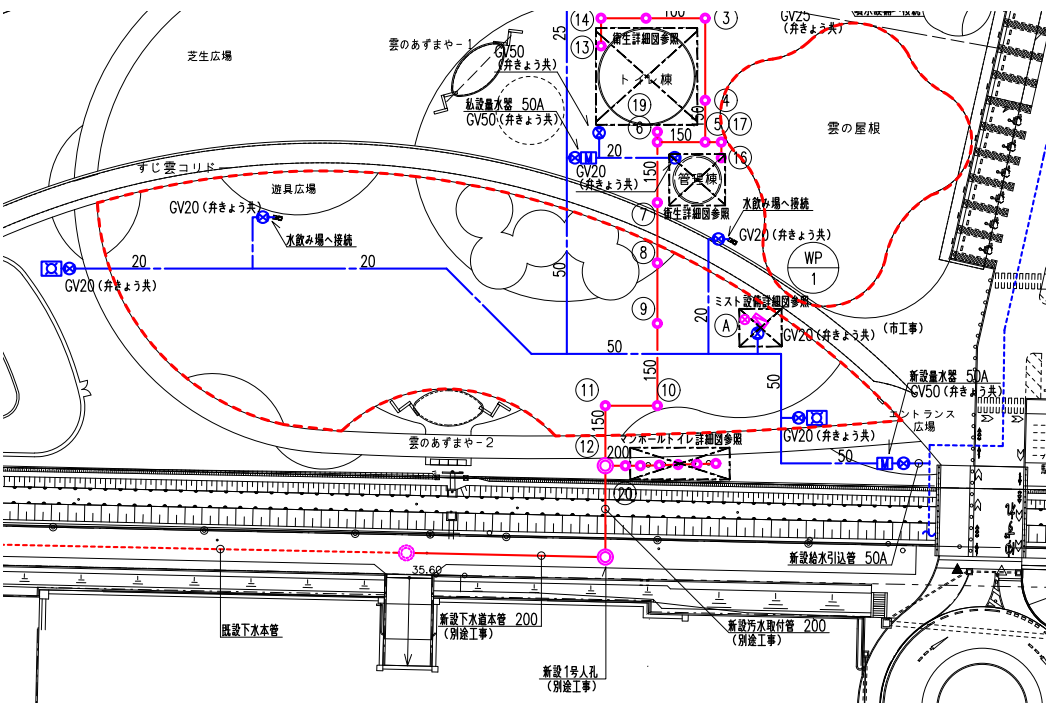 100
GV25
(弁きょう共)
14
3
25
雲のあずまや-1
衛生詳細図参照
芝生広場
GV50
(弁きょう共)
13
トイレ棟
私設量水器 50A
GV50(弁きょう共)
19
4
50
6
150
5
17
雲の屋根
すじ雲コリドー
GV20
(弁きょう共)
150
管理棟
16
遊具広場
GV20(弁きょう共)
7
衛生詳細図参照
水飲み場へ接続
水飲み場へ接続
GV20(弁きょう共)
8
WP
1
20
20
50
GV20(弁きょう共)
ミスト設備詳細図参照
9
20
A
GV20(弁きょう共)
(市工事)
50
150
50
新設量水器 50A
GV50(弁きょう共)
11
10
150
エントランス
広場
GV20(弁きょう共)
雲のあずまや-2
12
マンホールトイレ詳細図参照
200
50
20
新設給水引込管 50A
35.60
既設下水本管
新設下水道本管 200
(別途工事)
新設汚水取付管 200
(別途工事)
新設1号人孔
(別途工事)